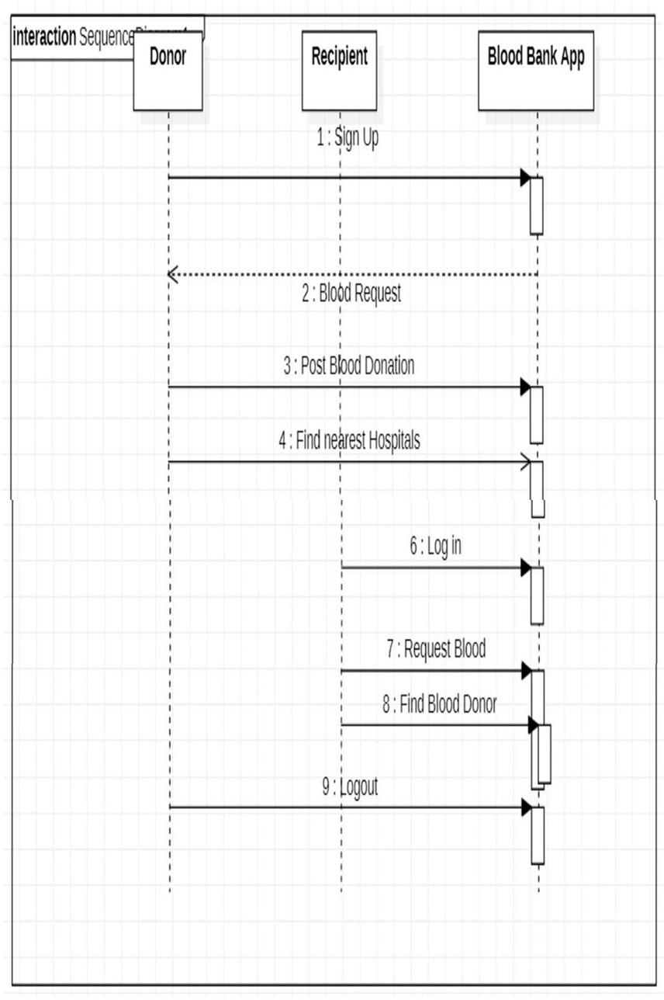 interaction
Donor
Recipient
Blood Bank App
1 : Sign Up
2 : Blood Request
3 : Post Blood Donation
4 : Find nearest Hospitals
6 : Log in
7 : Request Blood
8 : Find Blood Donor
9 : Logout